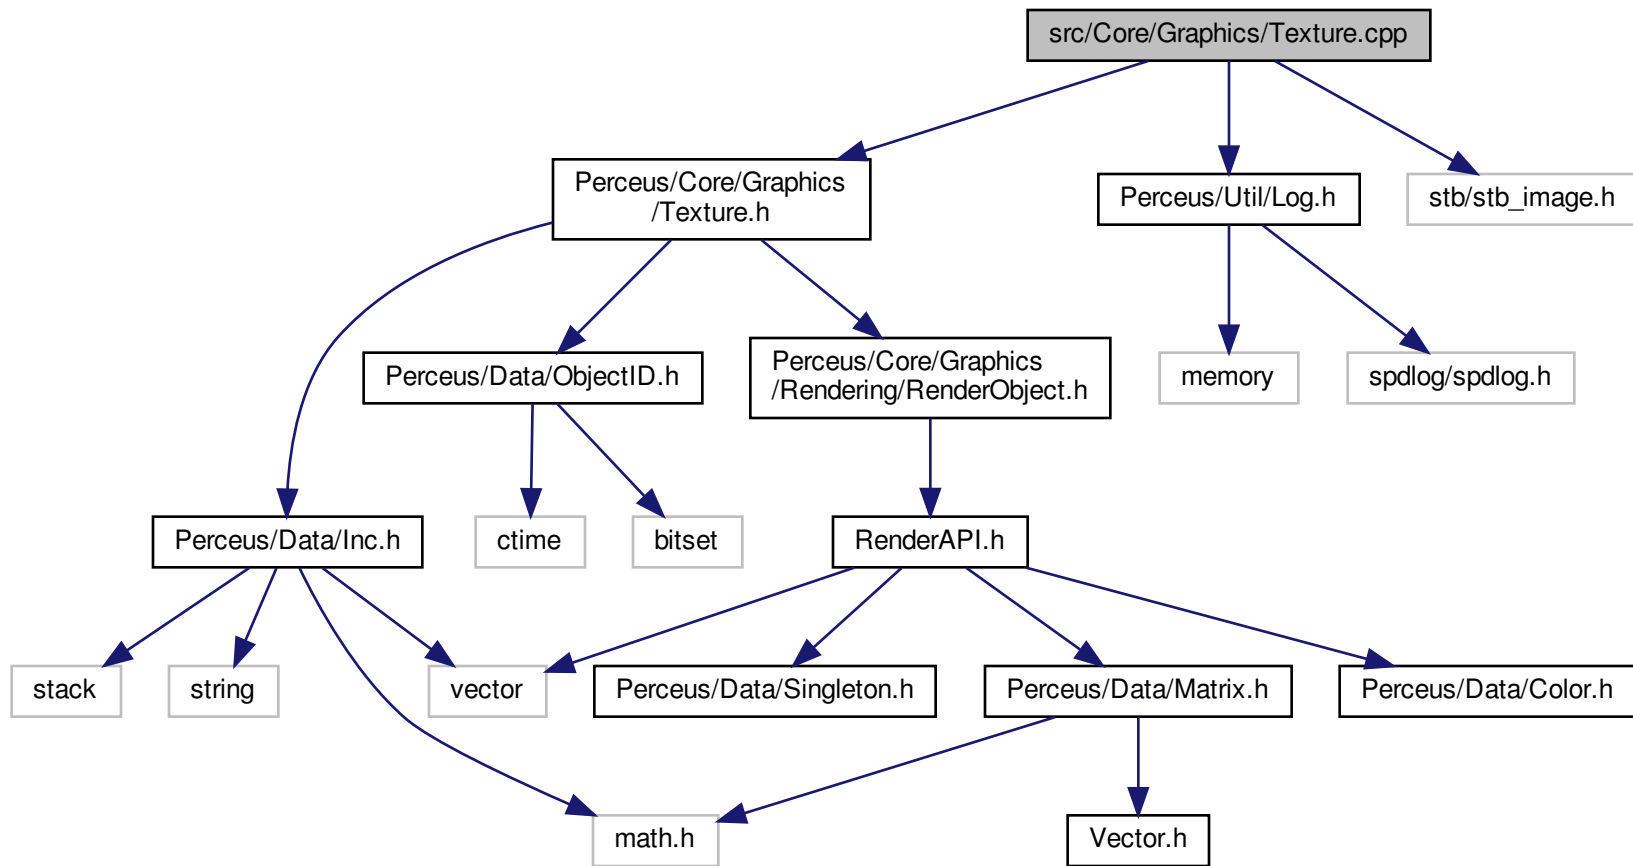 src/Core/Graphics/Texture.cpp
Perceus/Core/Graphics
/Texture.h
Perceus/Util/Log.h
stb/stb_image.h
Perceus/Data/ObjectID.h
Perceus/Core/Graphics
/Rendering/RenderObject.h
memory
spdlog/spdlog.h
Perceus/Data/Inc.h
ctime
bitset
RenderAPI.h
stack
string
vector
Perceus/Data/Singleton.h
Perceus/Data/Matrix.h
Perceus/Data/Color.h
math.h
Vector.h